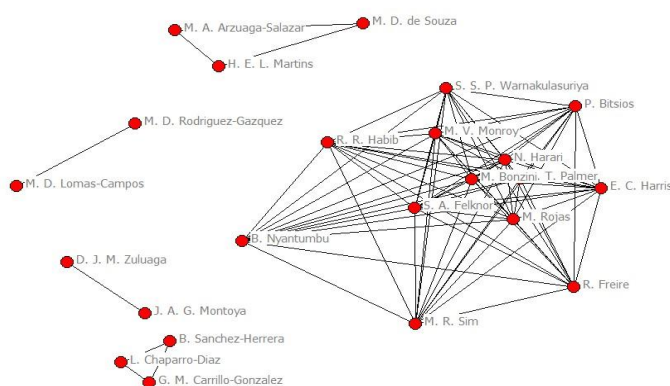 M. A. Arzuaga-Salazar
M. D. de Souza
H. E. L. Martins
M. D. Rodriguez-Gazquez
M. D. Lomas-Campos
S. S. P. Warnakulasuriya
P. Bitsios
M. V. Monroy
R. R. Habib
N. Harari
M. Bonzini
T. Palmer
E. C. Harris
S. A. Felknor
M. Rojas
B. Nyantumbu
D. J. M. Zuluaga
R. Freire
J. A. G. Montoya
M. R. Sim
B. Sanchez-Herrera
L. Chaparro-Diaz
G. M. Carrillo-Gonzalez